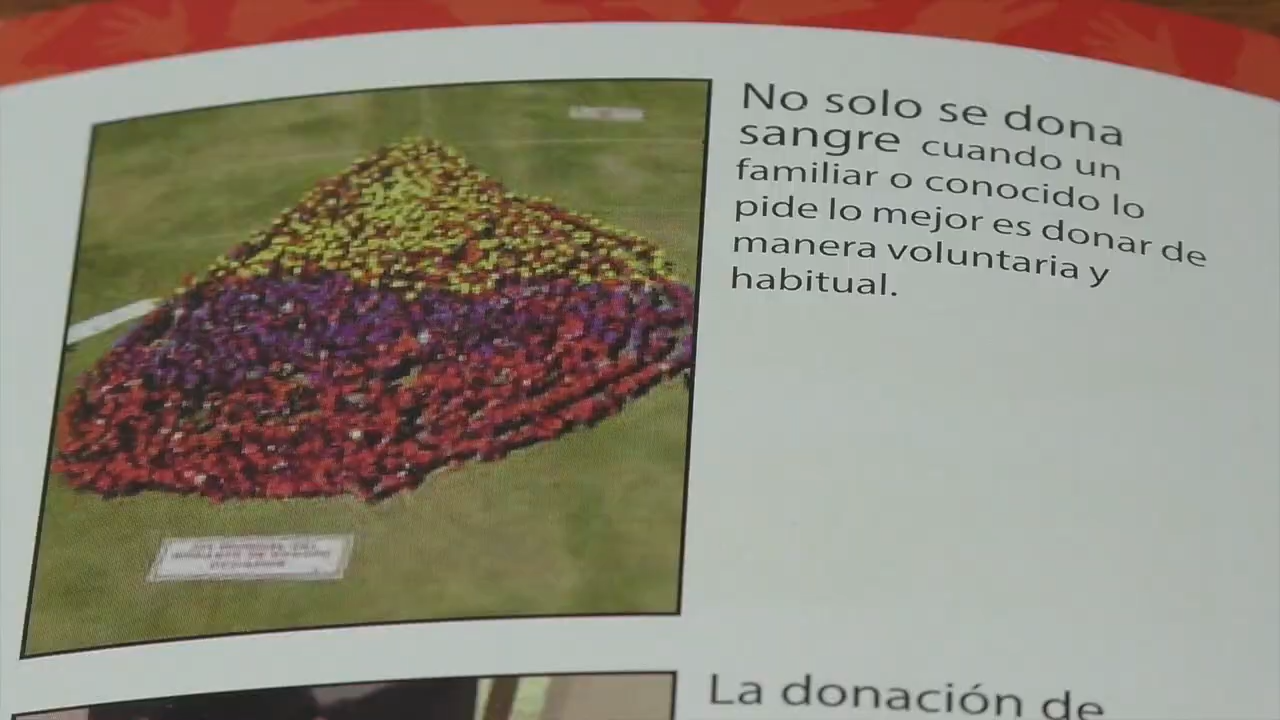 No solo se dona
sangre cuando un
familiar o conocido lo
pide lo mejor es donar de
manera voluntaria y
habitual.
La donación de